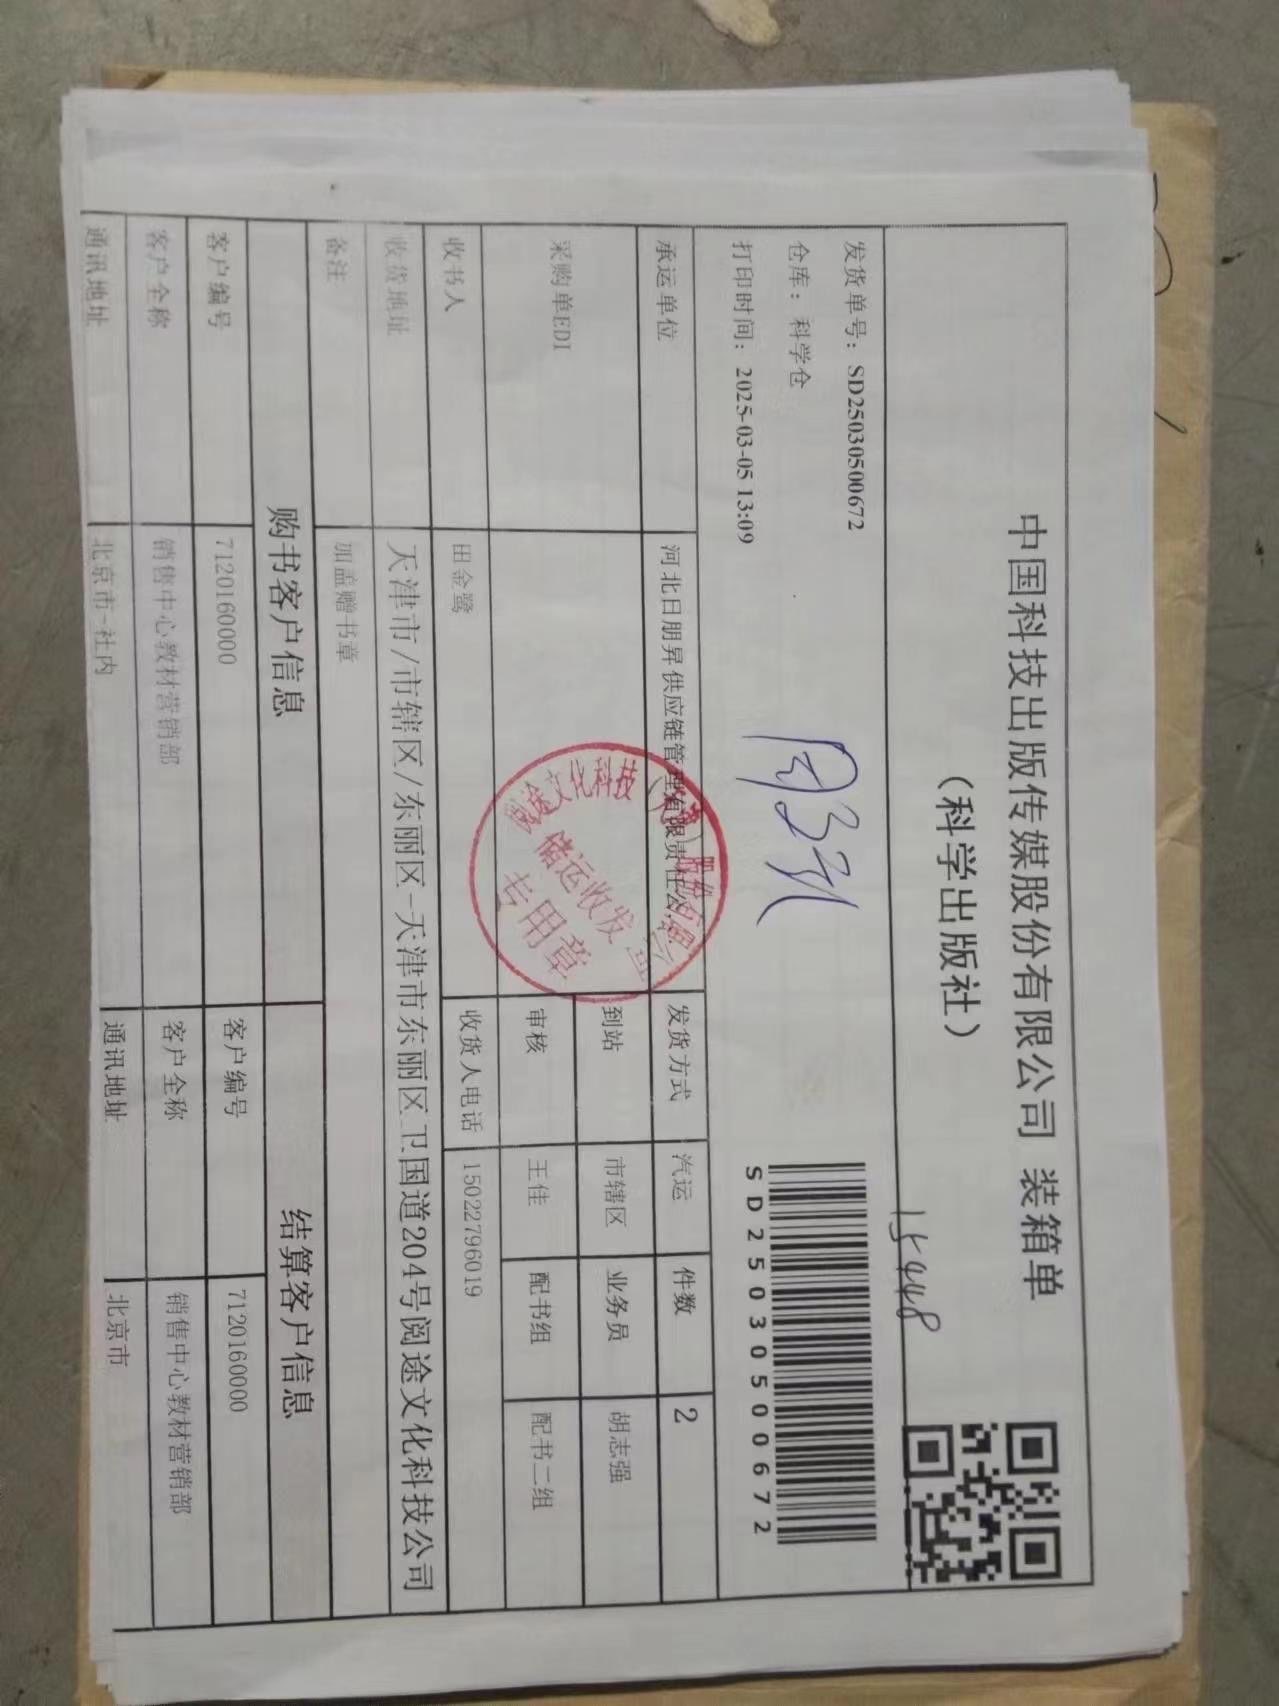 中国科技出版传媒股份有限公司 装箱单
（科学出版社）
15448
发货单号：SD2503050067​2
仓库：科学仓
打印时间：2025-03-05 13:09
SD25030500672
承运单位 河北日朋昇供应链管理有限责任公司 发货方式 汽运 件数 2
采购单EDI 到站 市辖区 业务员 胡志强
审核 王佳 配书组 配书二组
收书人 田金鹭 收货人电话 15022796019
收货地址 天津市/市辖区/东丽区-天津市东丽区卫国道204号阅途文化科技公司
备注 加盖赠书章
购书客户信息 结算客户信息
客户编号 7120160000 客户编号 7120160000
客户全称 销售中心教材营销部 客户全称 销售中心教材营销部
通讯地址 北京市-社内 通讯地址 北京市
阅途文化科技
储运收发
专用章